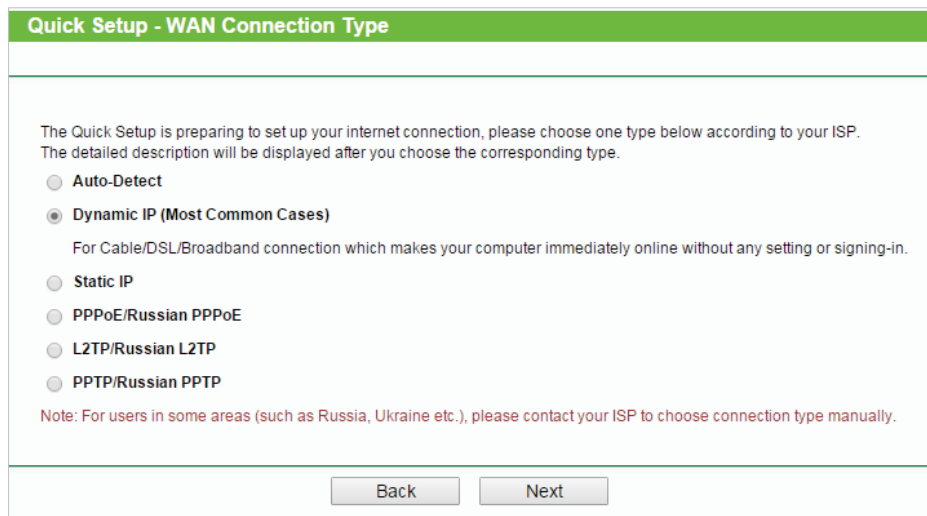 Quick Setup - WAN Connection Type
The Quick Setup is preparing to set up your internet connection, please choose one type below according to your ISP.
The detailed description will be displayed after you choose the corresponding type.
Auto-Detect
Dynamic IP (Most Common Cases)
For Cable/DSL/Broadband connection which makes your computer immediately online without any setting or signing-in.
Static IP
PPPoE/Russian PPPoE
L2TP/Russian L2TP
PPTP/Russian PPTP
Note: For users in some areas (such as Russia, Ukraine etc.), please contact your ISP to choose connection type manually.
Back Next